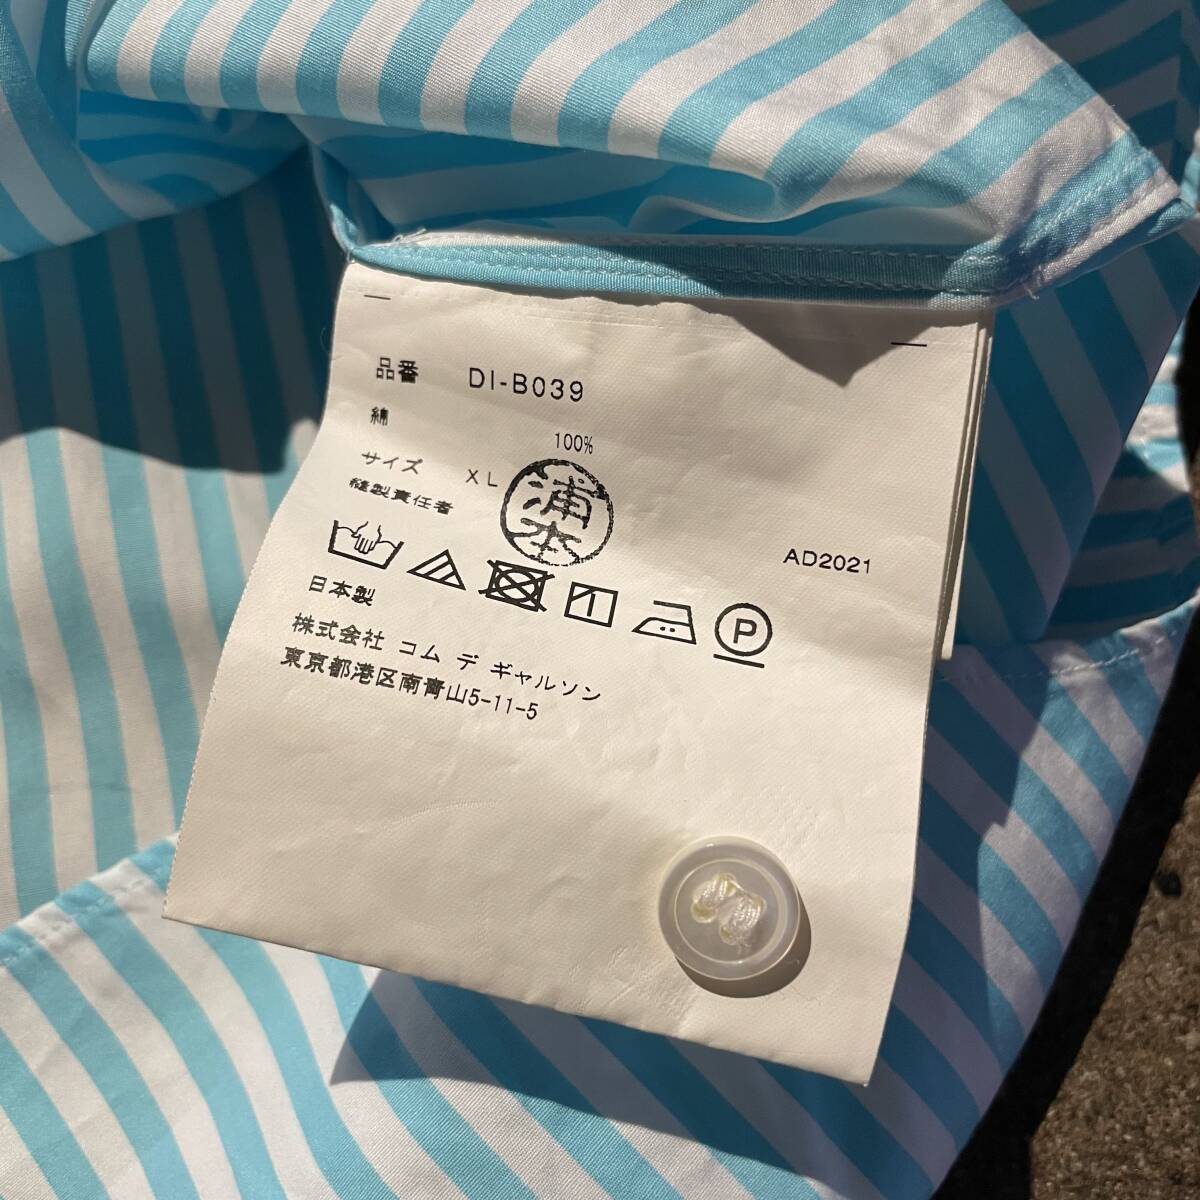 品番 DI-B039
綿 100%
サイズ XL
縫製責任者 浦本
AD2021
P
日本製
株式会社 コム デ ギャルソン
東京都港区南青山5-11-5